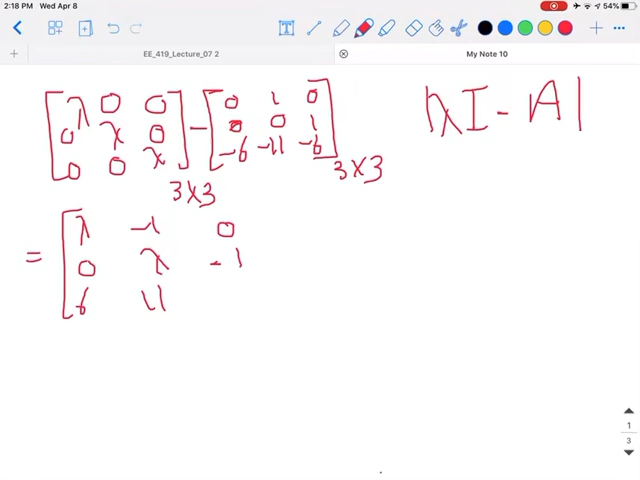 2:18 PM Wed Apr 8 54%
EE_419_Lecture_07 2 My Note 10
[λ 0 0] - [0 1 0] |λI - A|
[0 λ 0] [0 0 1]
[0 0 λ] [-6 -11 -6]
3x3 3x3
= [λ -1 0
0 λ -1
6 11
1
3